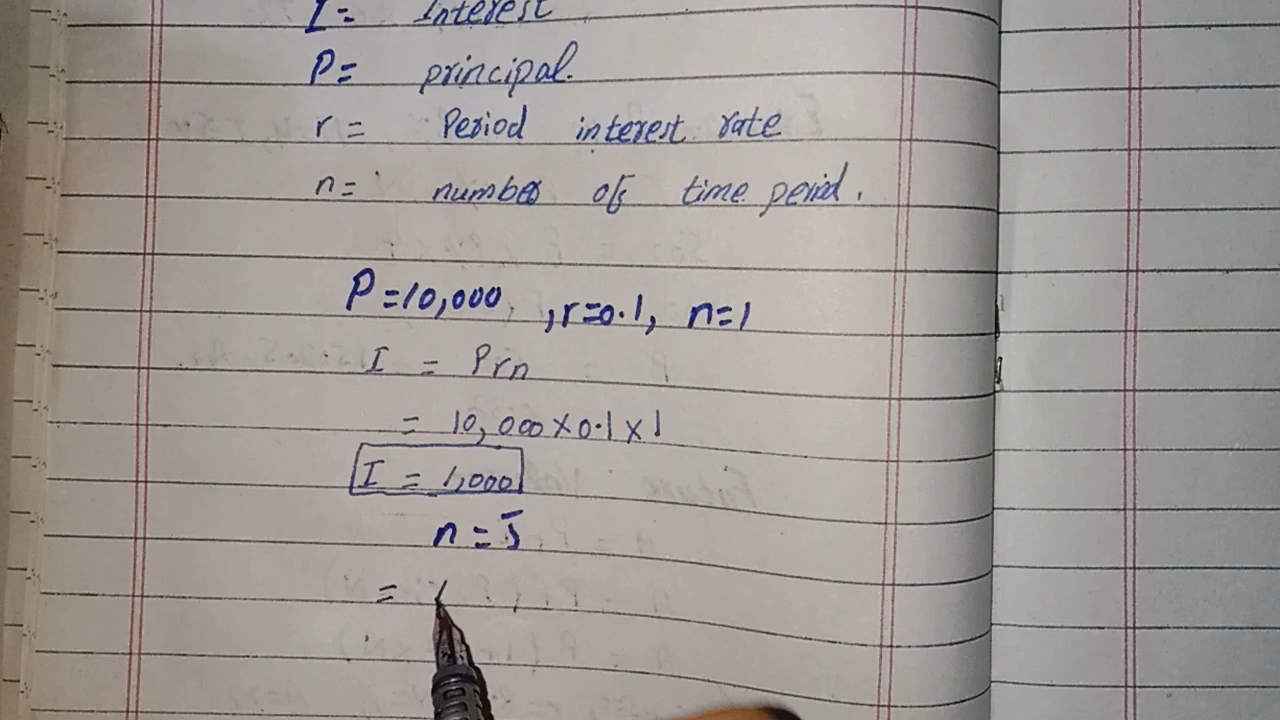 I = Interest
P = principal.
r = Period interest rate
n = number of time period.
P = 10,000, r = 0.1, n = 1
I = Prn
= 10,000 × 0.1 × 1
I = 1,000
n = 5
=